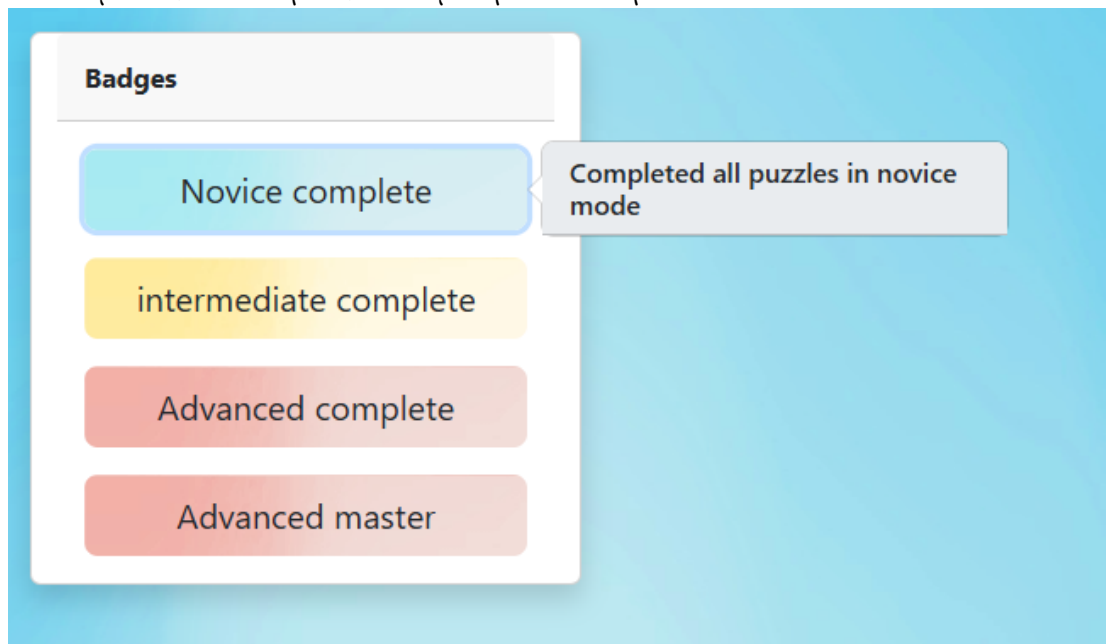 Badges
Novice complete
Completed all puzzles in novice
mode
intermediate complete
Advanced complete
Advanced master